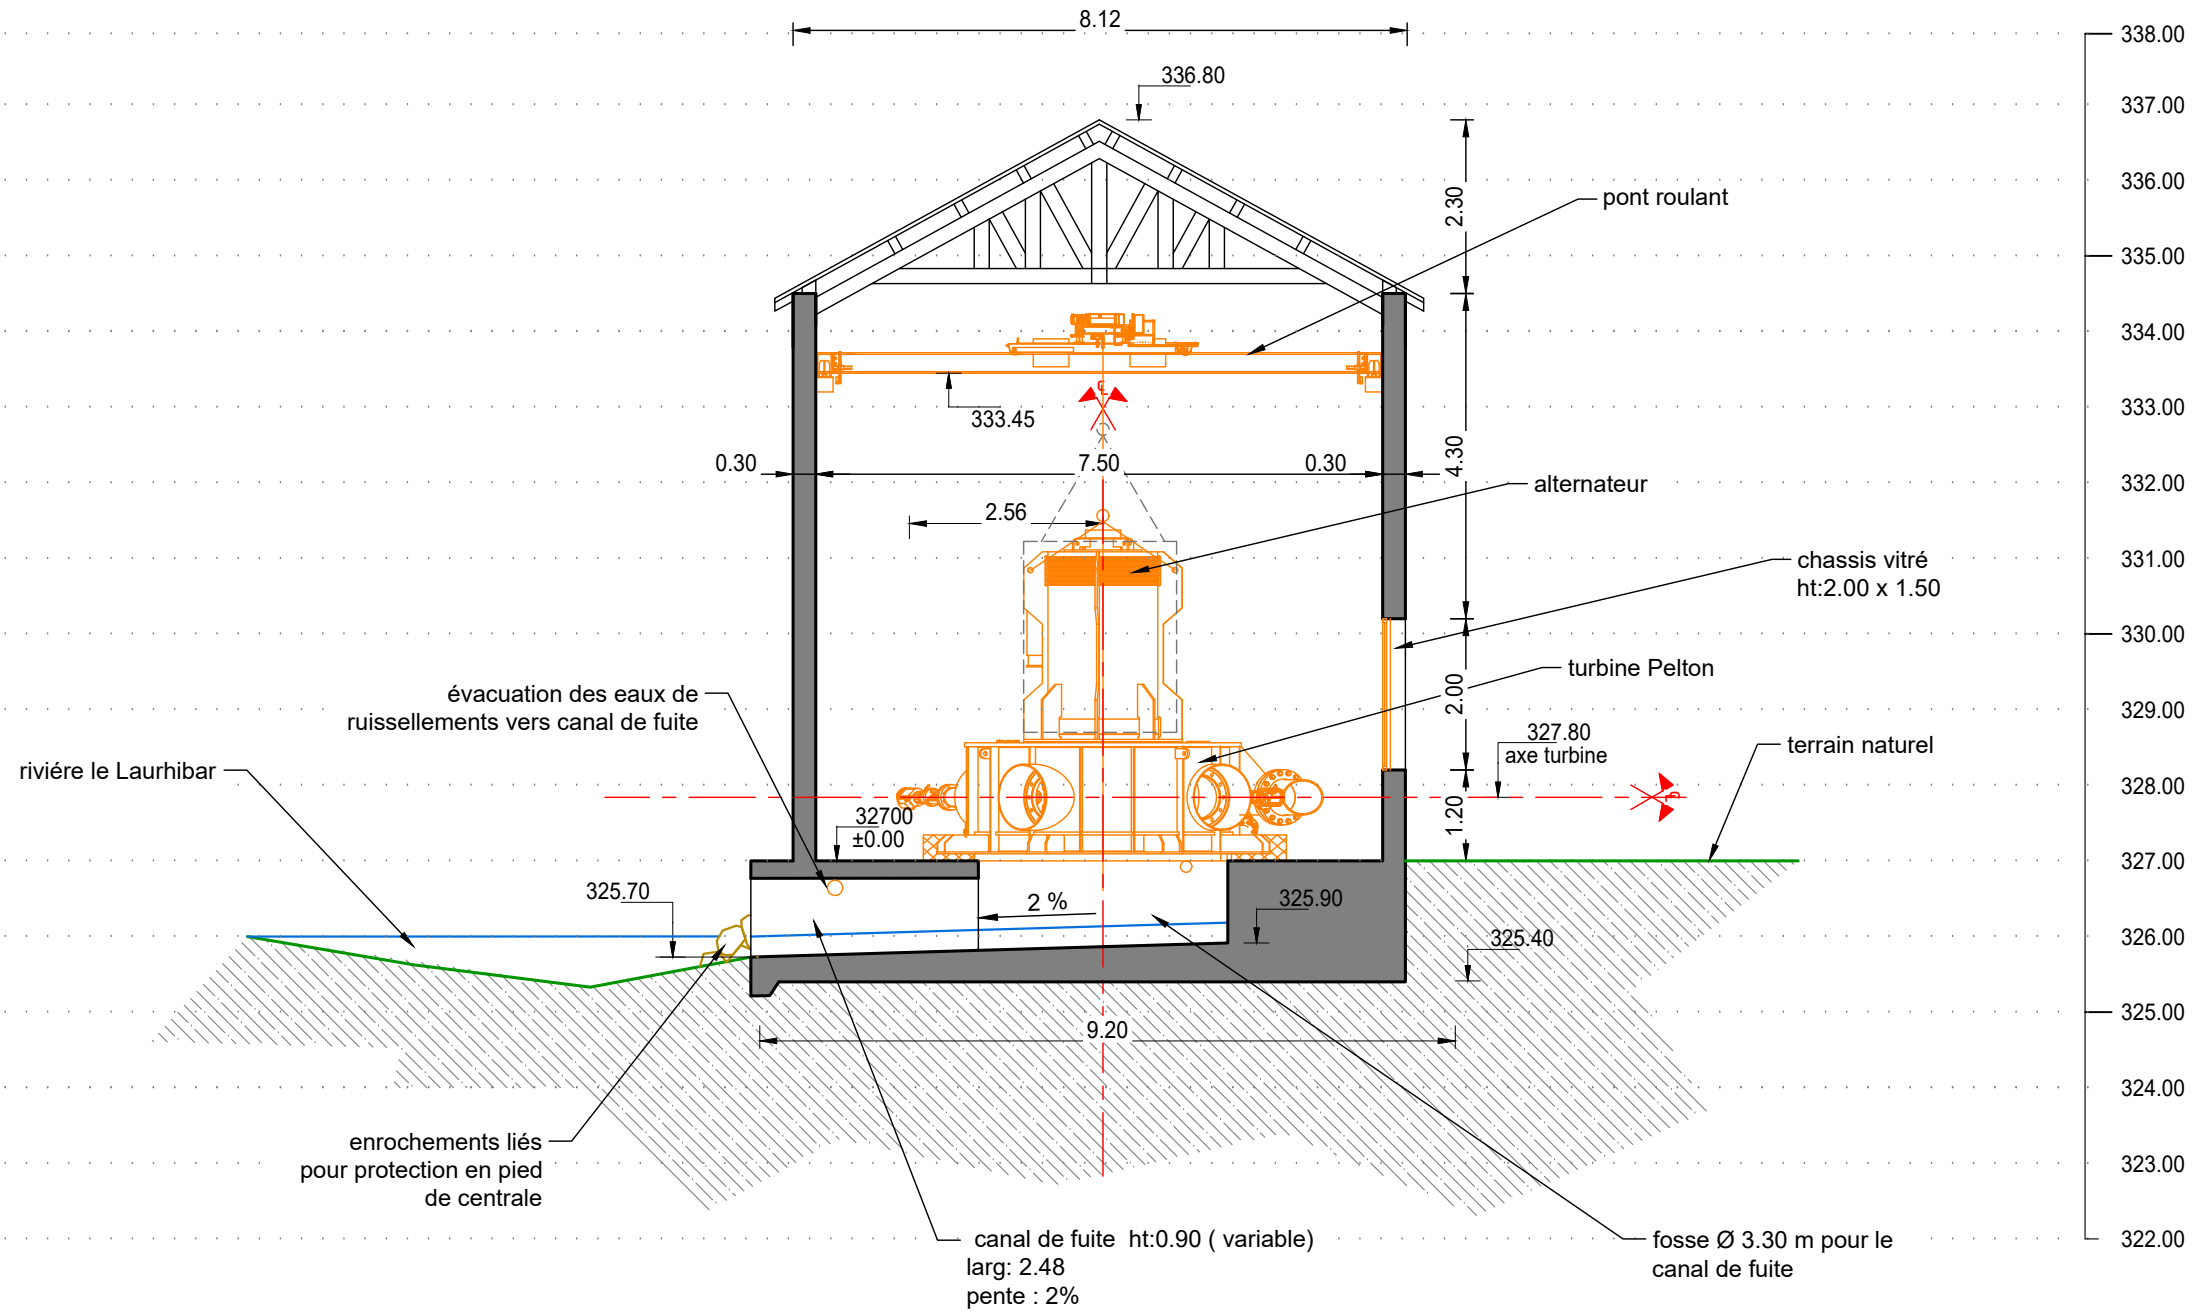 8.12
338.00
336.80
337.00
336.00
pont roulant
2.30
335.00
334.00
333.45
333.00
0.30
7.50
0.30
4.30
alternateur
332.00
2.56
331.00
chassis vitré
ht:2.00 x 1.50
330.00
turbine Pelton
évacuation des eaux de
ruissellements vers canal de fuite
2.00
329.00
327.80
axe turbine
terrain naturel
riviére le Laurhibar
328.00
32700
±0.00
1.20
327.00
325.70
2 %
325.90
325.40
326.00
325.00
9.20
324.00
enrochements liés
pour protection en pied
de centrale
323.00
canal de fuite ht:0.90 ( variable)
larg: 2.48
pente : 2%
fosse Ø 3.30 m pour le
canal de fuite
322.00